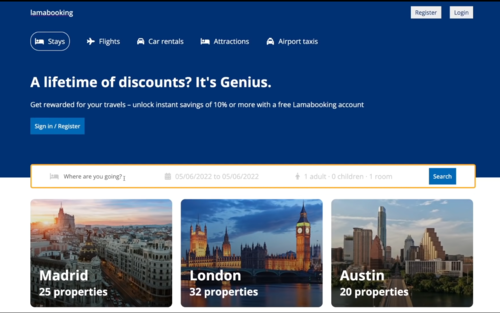 lamabooking
Register
Login
Stays
Flights
Car rentals
Attractions
Airport taxis
A lifetime of discounts? It's Genius.
Get rewarded for your travels – unlock instant savings of 10% or more with a free Lamabooking account
Sign in / Register
Where are you going?
05/06/2022 to 05/06/2022
1 adult · 0 children · 1 room
Search
Madrid
25 properties
London
32 properties
Austin
20 properties